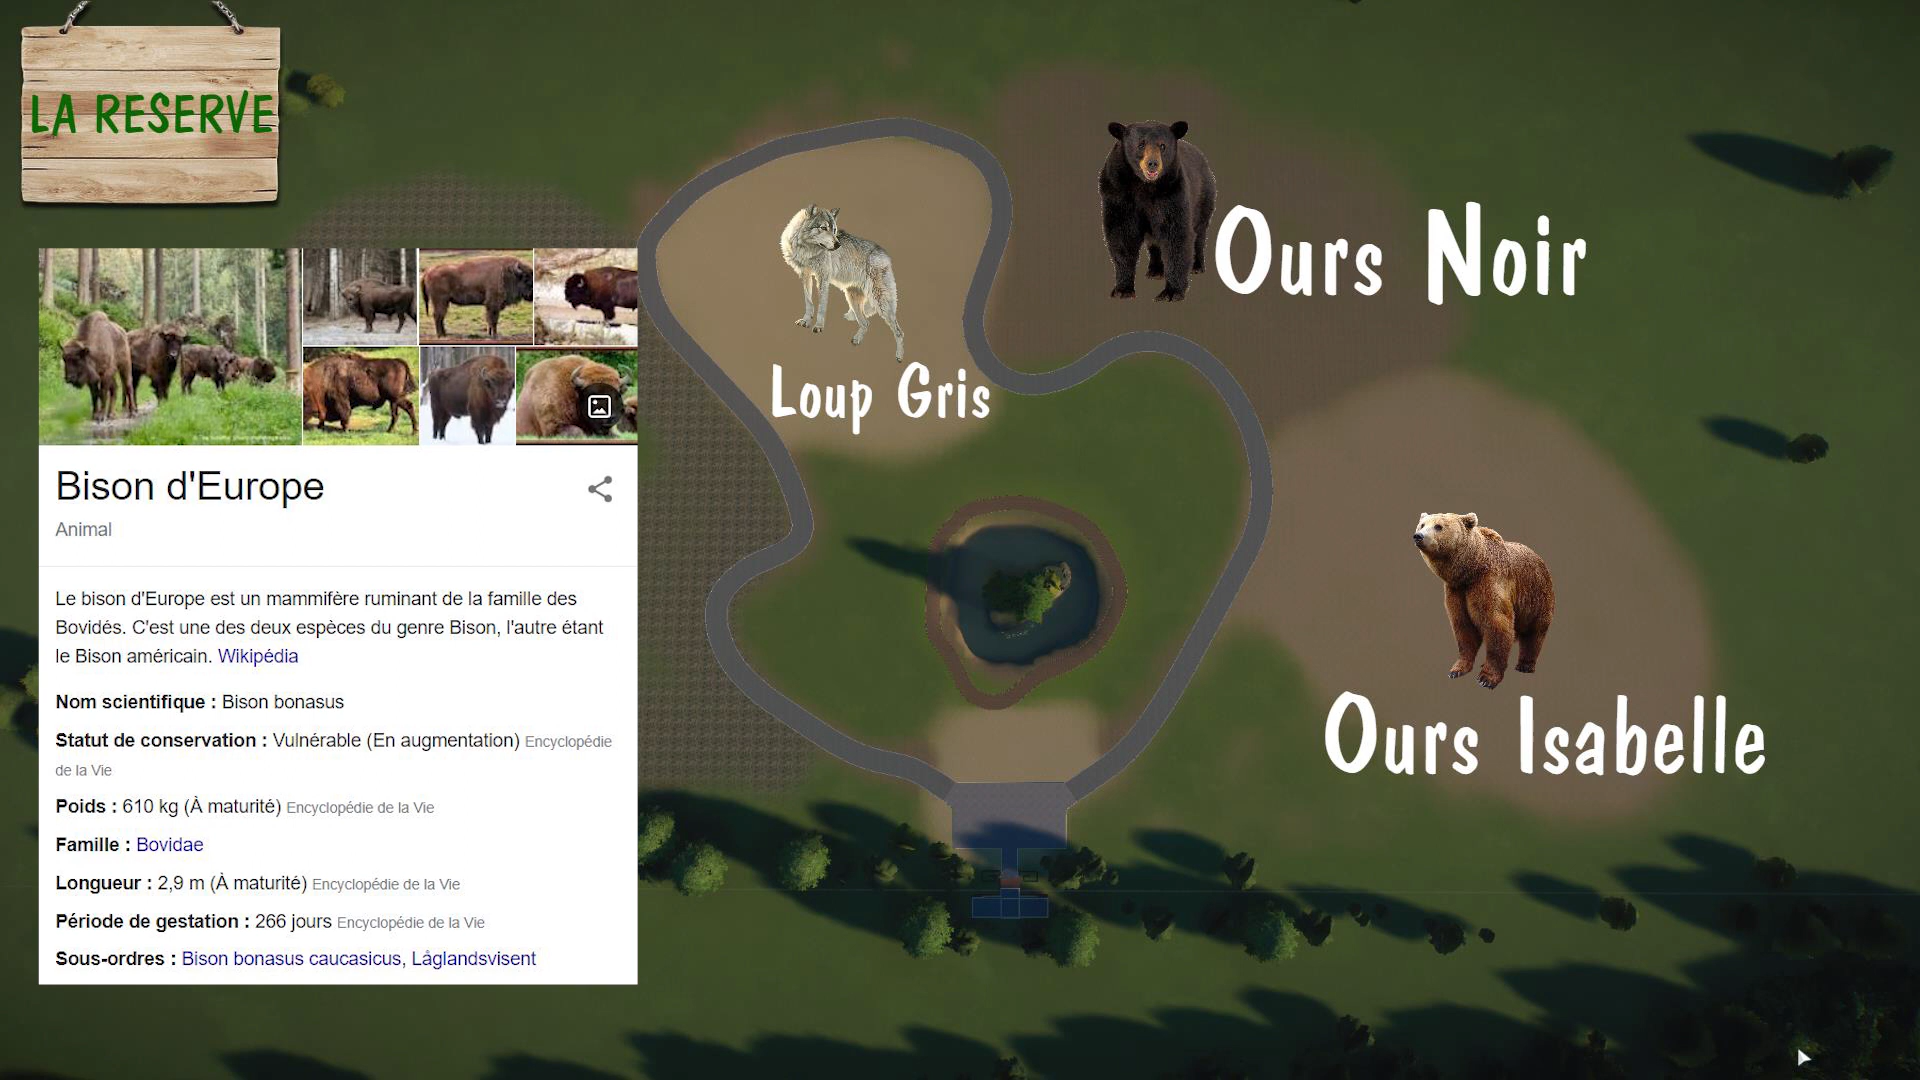 LA RESERVE
Ours Noir
Loup Gris
Ours Isabelle
Bison d'Europe
Animal
Le bison d'Europe est un mammifère ruminant de la famille des
Bovidés. C'est une des deux espèces du genre Bison, l'autre étant
le Bison américain. Wikipédia
Nom scientifique : Bison bonasus
Statut de conservation : Vulnérable (En augmentation) Encyclopédie
de la Vie
Poids : 610 kg (À maturité) Encyclopédie de la Vie
Famille : Bovidae
Longueur : 2,9 m (À maturité) Encyclopédie de la Vie
Période de gestation : 266 jours Encyclopédie de la Vie
Sous-ordres : Bison bonasus caucasicus, Låglandsvisent